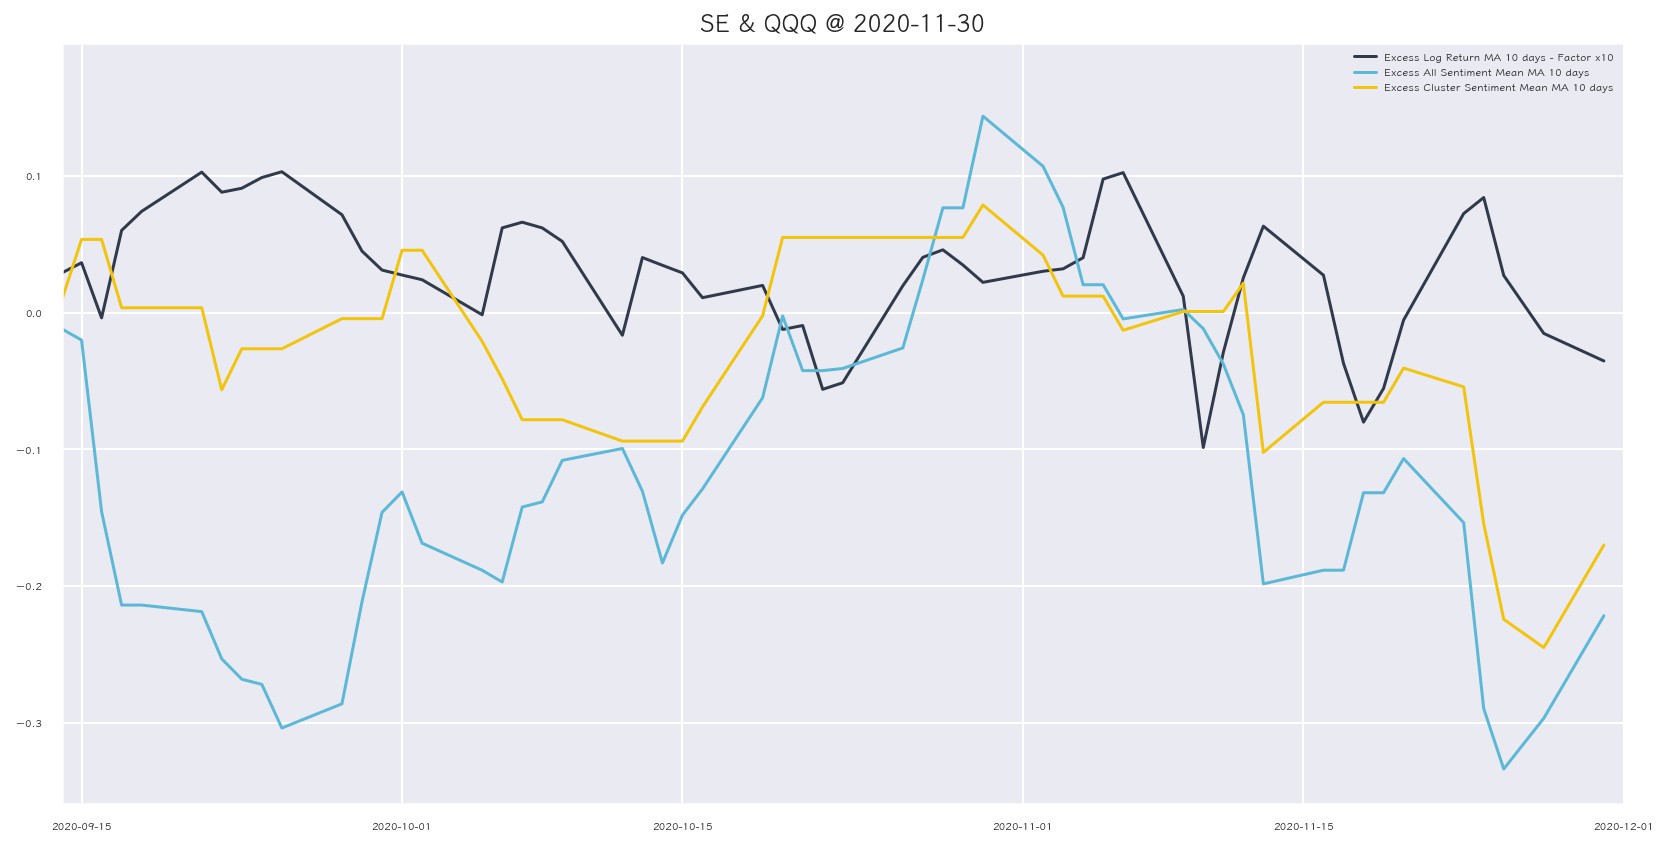 SE & QQQ @ 2020-11-30
Excess Log Return MA 10 days - Factor x10
Excess All Sentiment Mean MA 10 days
Excess Cluster Sentiment Mean MA 10 days
0.1
0.0
−0.1
−0.2
−0.3
2020-09-15 2020-10-01 2020-10-15 2020-11-01 2020-11-15 2020-12-01